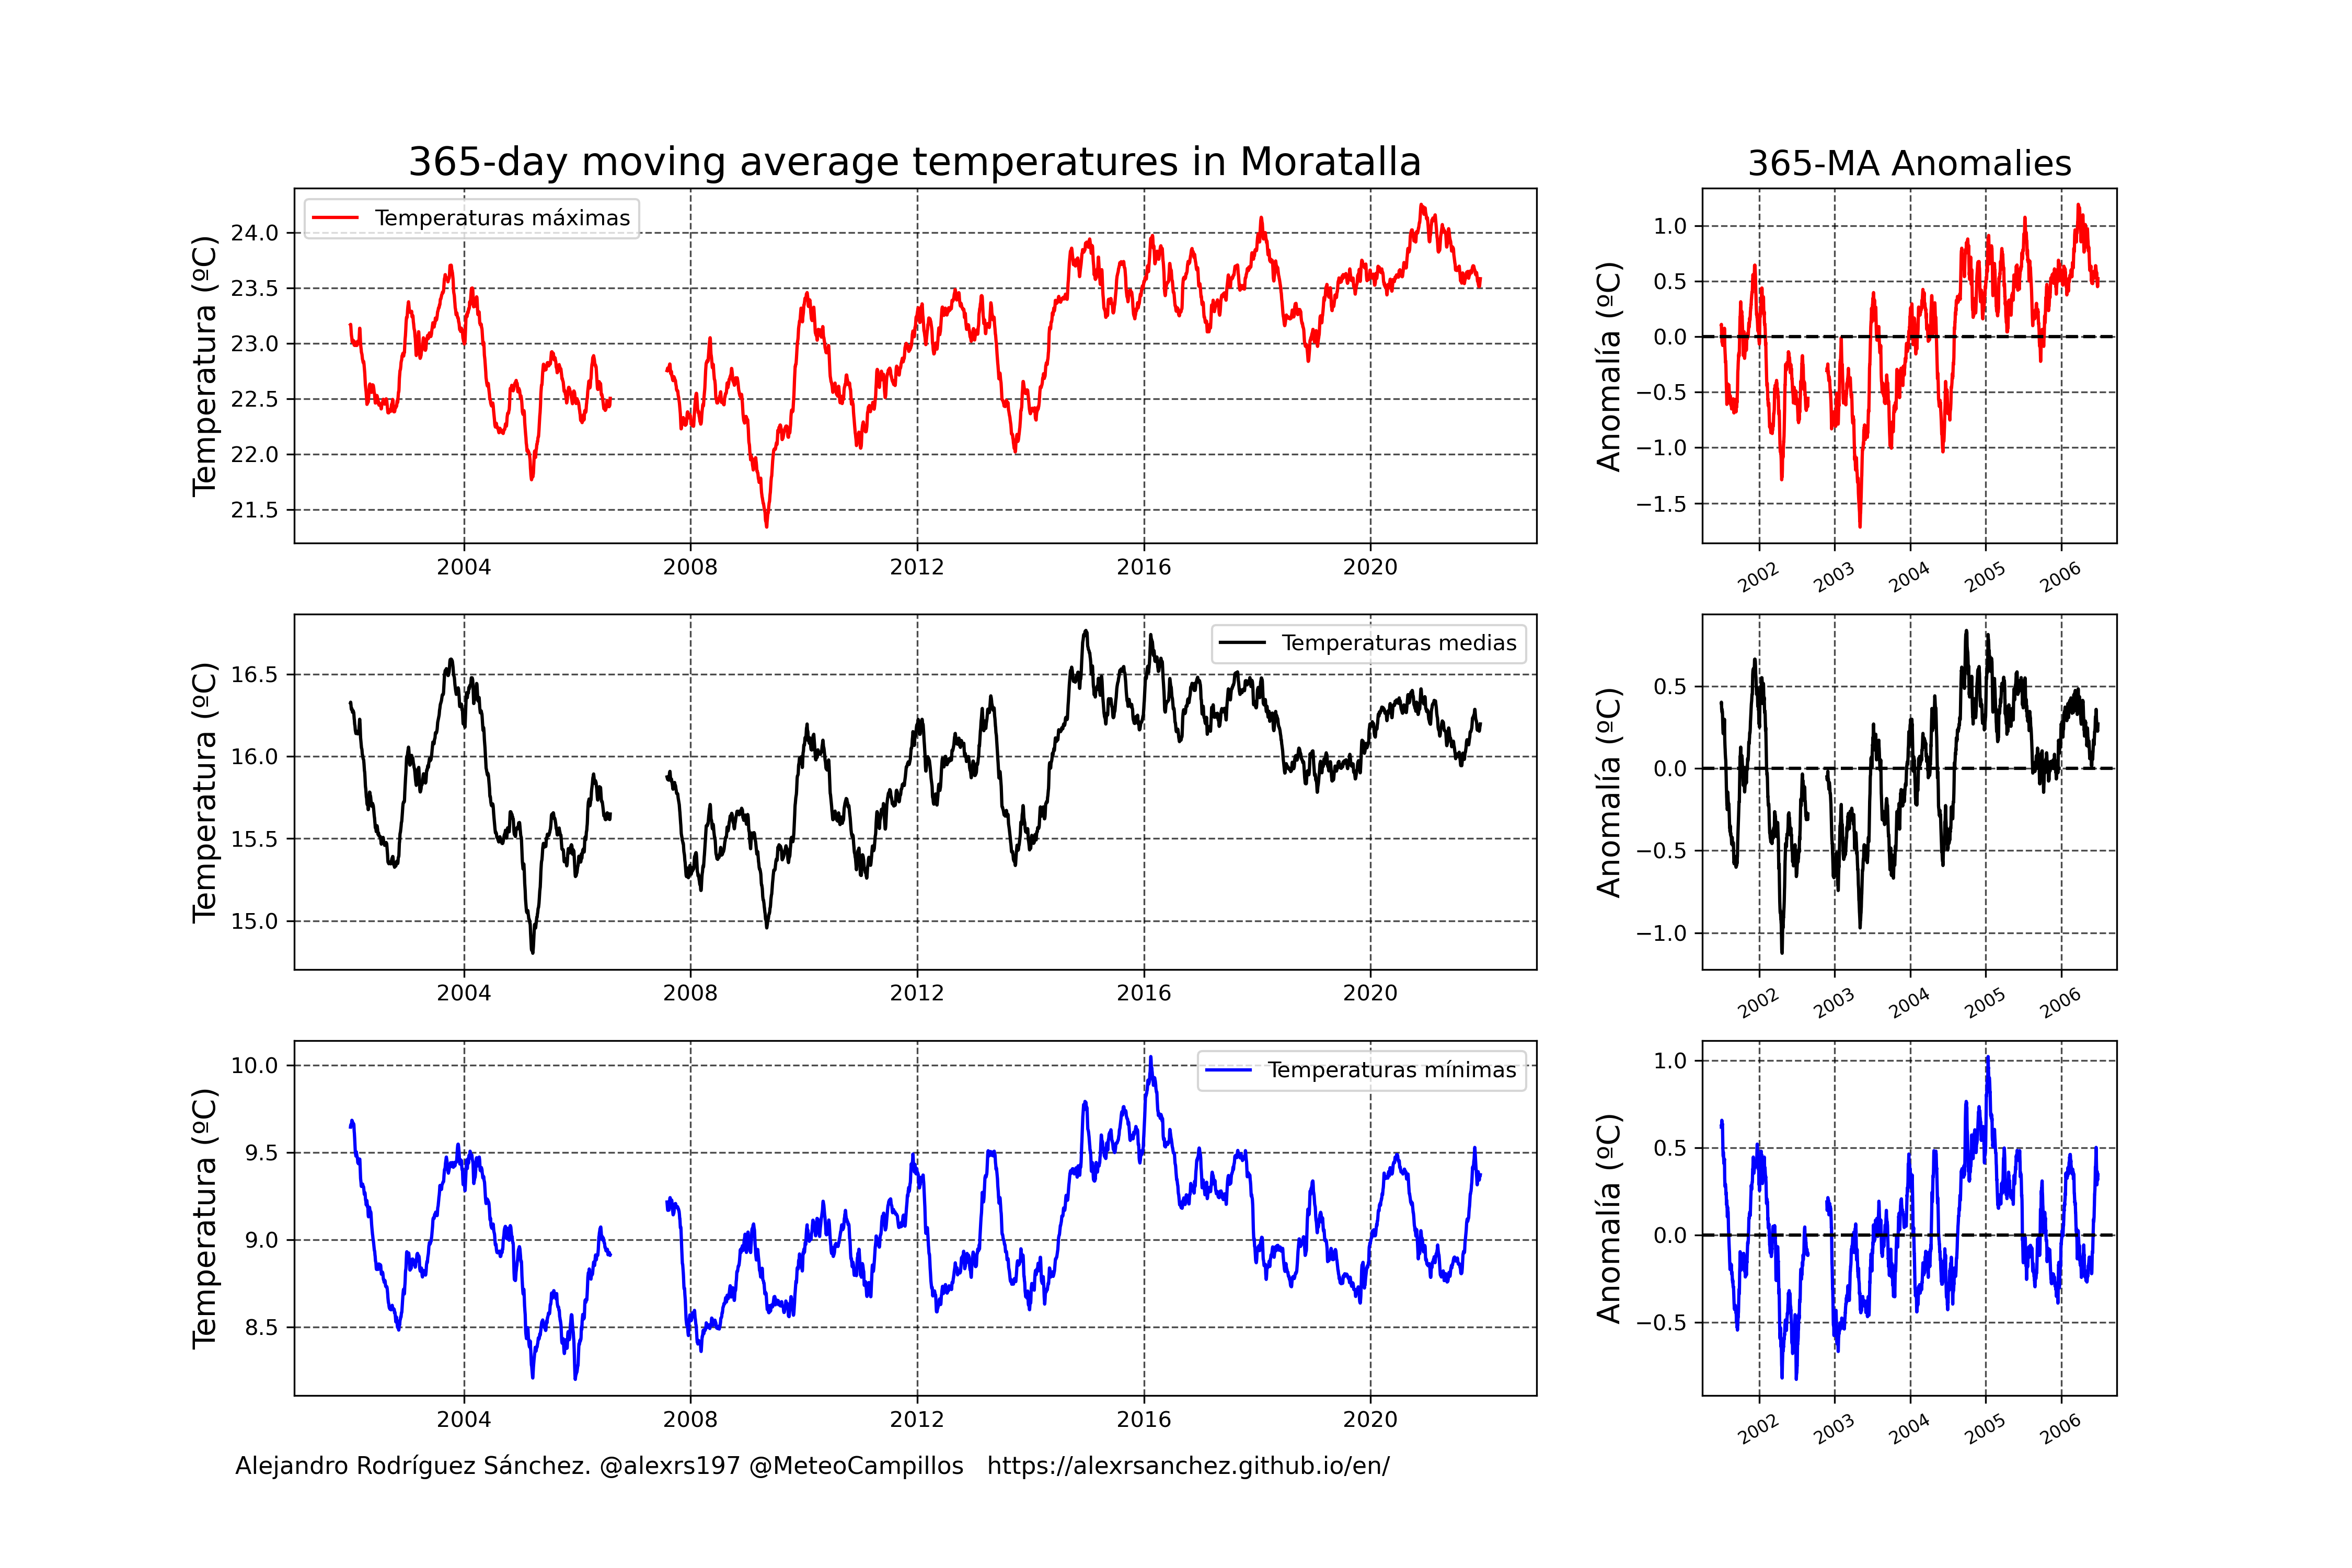 365-day moving average temperatures in Moratalla
365-MA Anomalies
Temperatura (ºC)
24.0
23.5
23.0
22.5
22.0
21.5
Temperaturas máximas
2004 2008 2012 2016 2020
Anomalía (ºC)
1.0
0.5
0.0
−0.5
−1.0
−1.5
2002 2003 2004 2005 2006
Temperatura (ºC)
16.5
16.0
15.5
15.0
Temperaturas medias
2004 2008 2012 2016 2020
Anomalía (ºC)
0.5
0.0
−0.5
−1.0
2002 2003 2004 2005 2006
Temperatura (ºC)
10.0
9.5
9.0
8.5
Temperaturas mínimas
2004 2008 2012 2016 2020
Anomalía (ºC)
1.0
0.5
0.0
−0.5
2002 2003 2004 2005 2006
Alejandro Rodríguez Sánchez. @alexrs197 @MeteoCampillos https://alexrsanchez.github.io/en/